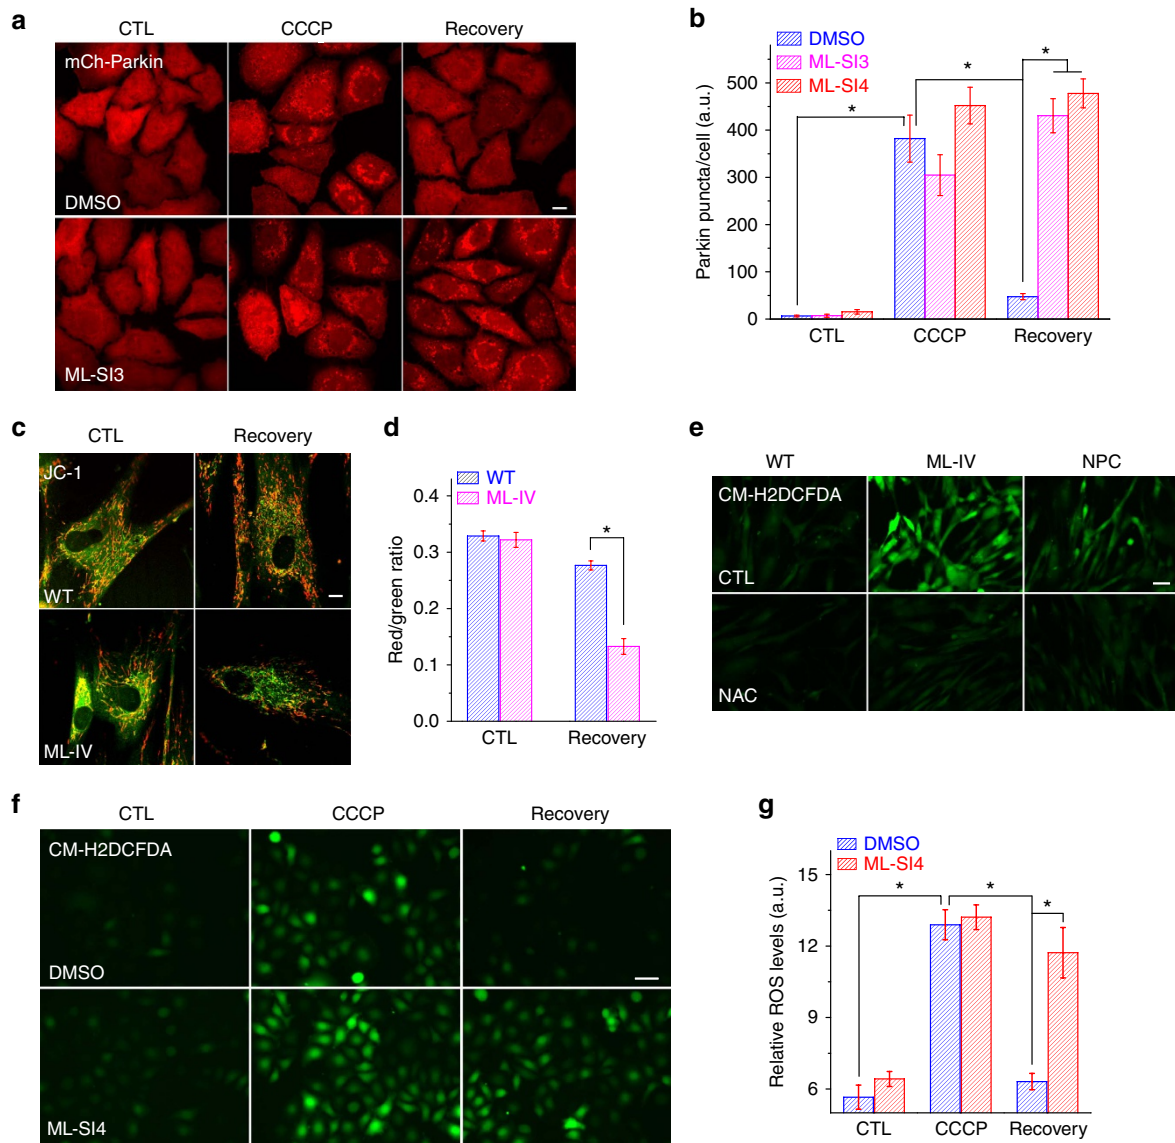 a
CTL CCCP Recovery
mCh-Parkin
DMSO
ML-SI3
b
DMSO
ML-SI3
ML-SI4
Parkin puncta/cell (a.u.)
500
400
300
200
100
0
* * *
CTL CCCP Recovery
c
CTL Recovery
JC-1
WT
ML-IV
d
WT
ML-IV
Red/green ratio
0.4
0.3
0.2
0.1
0.0
*
CTL Recovery
e
WT ML-IV NPC
CM-H2DCFDA
CTL
NAC
f
CTL CCCP Recovery
CM-H2DCFDA
DMSO
ML-SI4
g
DMSO
ML-SI4
Relative ROS levels (a.u.)
15
12
9
6
* * *
CTL CCCP Recovery